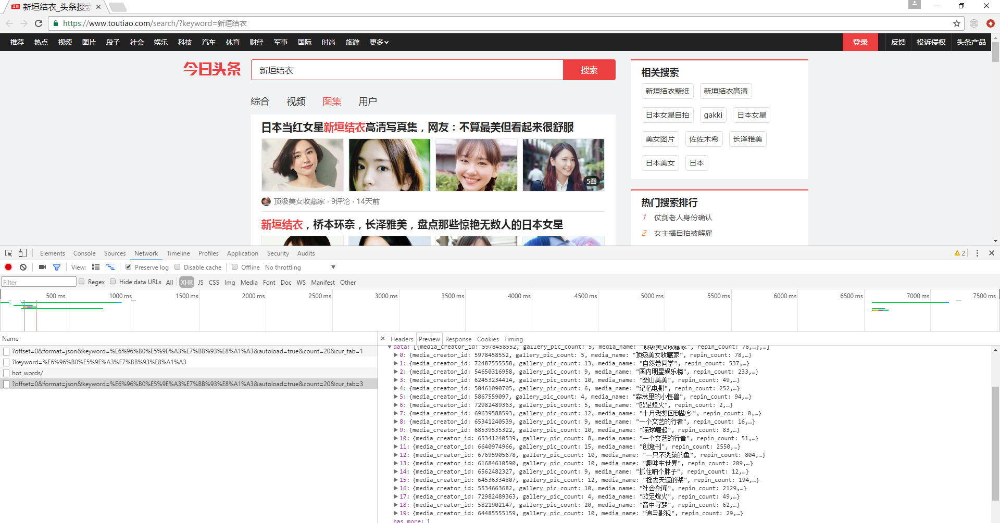 新垣结衣_头条搜索
https://www.toutiao.com/search/?keyword=新垣结衣
推荐 热点 视频 图片 段子 社会 娱乐 科技 汽车 体育 财经 军事 国际 时尚 旅游 更多
登录 反馈 投诉侵权 头条产品
今日头条
新垣结衣
搜索
综合 视频 图集 用户
日本当红女星新垣结衣高清写真集，网友：不算最美但看起来很舒服
5图
顶级美女收藏家 · 9评论 · 14天前
新垣结衣，桥本环奈，长泽雅美，盘点那些惊艳无数人的日本女星
相关搜索
新垣结衣壁纸 新垣结衣高清
日本女星自拍 gakki 日本女星
美女图片 佐佐木希 长泽雅美
日本美女 日本
热门搜索排行
1 仗剑老人身份确认
2 女主播自拍被解雇
Elements Console Sources Network Timeline Profiles Application Security Audits 2
View: Preserve log Disable cache Offline No throttling
Filter Regex Hide data URLs All XHR JS CSS Img Media Font Doc WS Manifest Other
500 ms 1000 ms 1500 ms 2000 ms 2500 ms 3000 ms 3500 ms 4000 ms 4500 ms 5000 ms 5500 ms 6000 ms 6500 ms 7000 ms 7500 ms
Name
?offset=0&format=json&keyword=%E6%96%B0%E5%9E%A3%E7%BB%93%E8%A1%A3&autoload=true&count=20&cur_tab=1
?keyword=%E6%96%B0%E5%9E%A3%E7%BB%93%E8%A1%A3
hot_words/
?offset=0&format=json&keyword=%E6%96%B0%E5%9E%A3%E7%BB%93%E8%A1%A3&autoload=true&count=20&cur_tab=3
Headers Preview Response Cookies Timing
data: [{media_creator_id: 5978458552, gallery_pic_count: 5, media_name: "顶级美女收藏家", repin_count: 78,…},…]
0: {media_creator_id: 5978458552, gallery_pic_count: 5, media_name: "顶级美女收藏家", repin_count: 78,…}
1: {media_creator_id: 72487555558, gallery_pic_count: 13, media_name: "自然卷同学", repin_count: 537,…}
2: {media_creator_id: 54650316958, gallery_pic_count: 9, media_name: "国内明星娱乐榜", repin_count: 233,…}
3: {media_creator_id: 62453234414, gallery_pic_count: 10, media_name: "图山美美", repin_count: 49,…}
4: {media_creator_id: 50461090705, gallery_pic_count: 6, media_name: "记忆电影", repin_count: 252,…}
5: {media_creator_id: 5867559097, gallery_pic_count: 4, media_name: "森林里的小怪兽", repin_count: 94,…}
6: {media_creator_id: 72982489363, gallery_pic_count: 5, media_name: "欧足烽火", repin_count: 2,…}
7: {media_creator_id: 69639588593, gallery_pic_count: 12, media_name: "十月我想回到故乡", repin_count: 0,…}
8: {media_creator_id: 65341240539, gallery_pic_count: 9, media_name: "一个文艺的行者", repin_count: 16,…}
9: {media_creator_id: 68539535322, gallery_pic_count: 10, media_name: "喵球崛起", repin_count: 83,…}
10: {media_creator_id: 65341240539, gallery_pic_count: 8, media_name: "一个文艺的行者", repin_count: 51,…}
11: {media_creator_id: 6640974966, gallery_pic_count: 15, media_name: "创意刊", repin_count: 2550,…}
12: {media_creator_id: 67695905678, gallery_pic_count: 10, media_name: "一只不洗澡的鱼", repin_count: 804,…}
13: {media_creator_id: 61684610590, gallery_pic_count: 10, media_name: "趣味车世界", repin_count: 209,…}
14: {media_creator_id: 6562482327, gallery_pic_count: 9, media_name: "抓住呐个胖子", repin_count: 12,…}
15: {media_creator_id: 64536334807, gallery_pic_count: 12, media_name: "摇去天涯的桨", repin_count: 194,…}
16: {media_creator_id: 5534663682, gallery_pic_count: 10, media_name: "社会杂闻", repin_count: 2129,…}
17: {media_creator_id: 72982489363, gallery_pic_count: 4, media_name: "欧足烽火", repin_count: 49,…}
18: {media_creator_id: 5821902147, gallery_pic_count: 20, media_name: "音中寻梦", repin_count: 62,…}
19: {media_creator_id: 64485555159, gallery_pic_count: 10, media_name: "追马影视", repin_count: 29,…}
has_more: 1